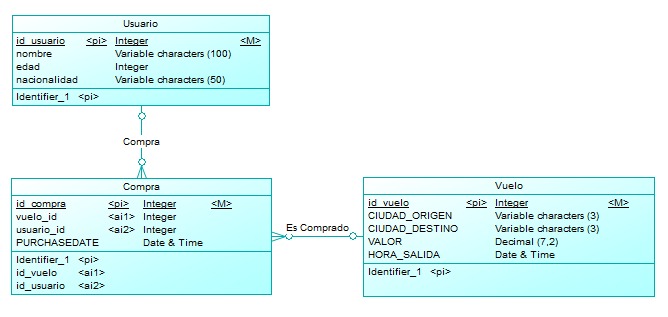 Usuario
id_usuario <pi> Integer <M>
nombre Variable characters (100)
edad Integer
nacionalidad Variable characters (50)
Identifier_1 <pi>
Compra
Compra
id_compra <pi> Integer <M>
vuelo_id <ai1> Integer
usuario_id <ai2> Integer
PURCHASEDATE Date & Time
Identifier_1 <pi>
id_vuelo <ai1>
id_usuario <ai2>
Es Comprado
Vuelo
id_vuelo <pi> Integer <M>
CIUDAD_ORIGEN Variable characters (3)
CIUDAD_DESTINO Variable characters (3)
VALOR Decimal (7,2)
HORA_SALIDA Date & Time
Identifier_1 <pi>